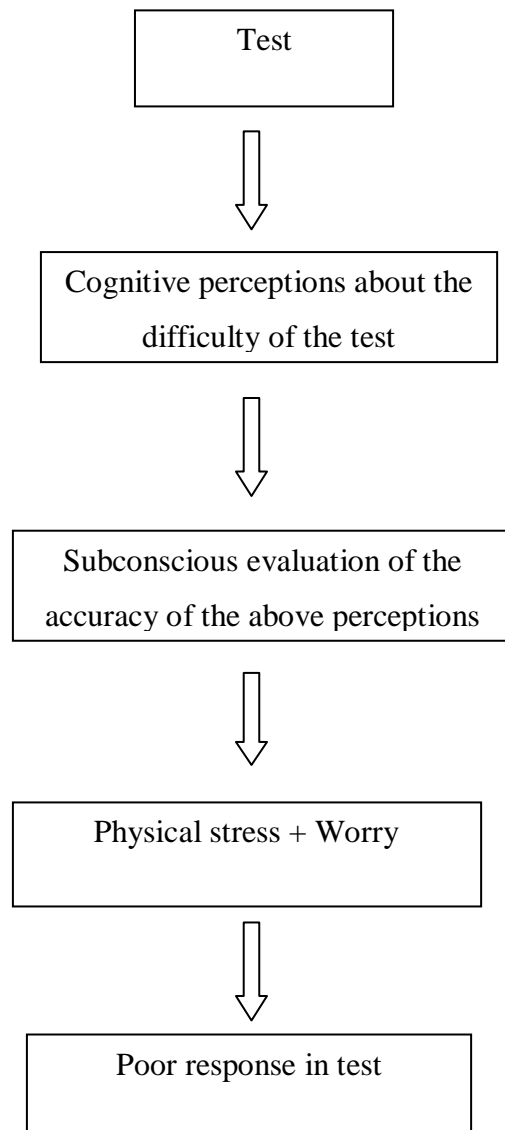 Test
Cognitive perceptions about the
difficulty of the test
Subconscious evaluation of the
accuracy of the above perceptions
Physical stress + Worry
Poor response in test